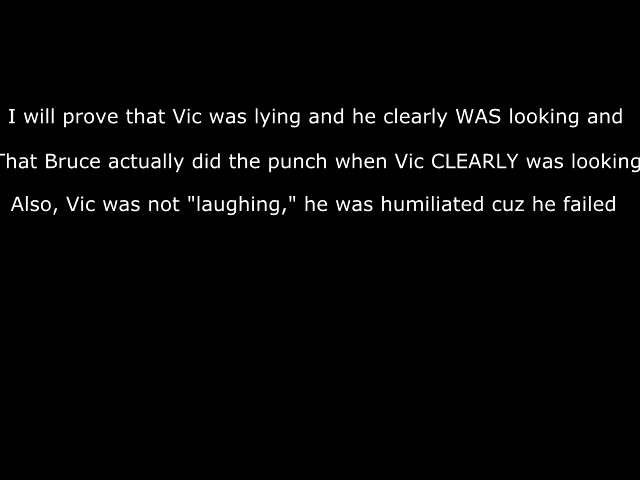 I will prove that Vic was lying and he clearly WAS looking and
That Bruce actually did the punch when Vic CLEARLY was looking
Also, Vic was not "laughing," he was humiliated cuz he failed